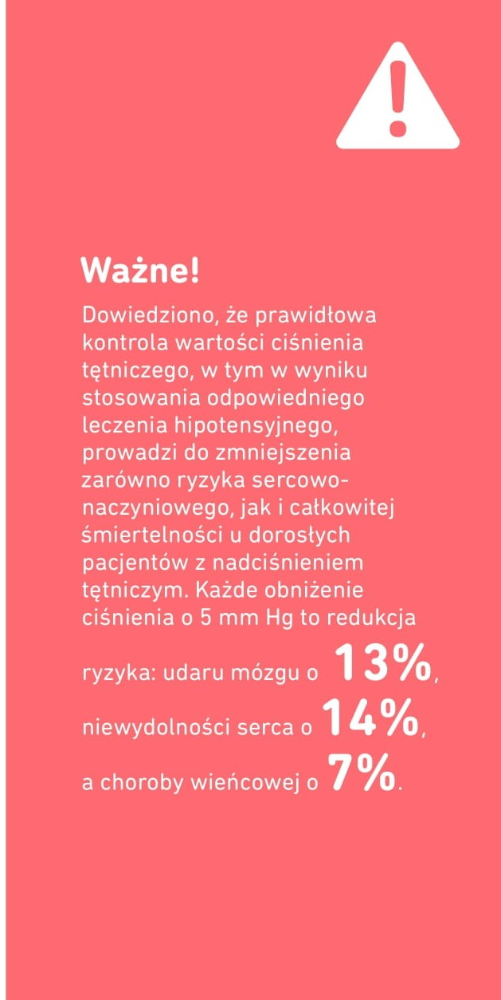 Ważne!
Dowiedziono, że prawidłowa
kontrola wartości ciśnienia
tętniczego, w tym w wyniku
stosowania odpowiedniego
leczenia hipotensyjnego,
prowadzi do zmniejszenia
zarówno ryzyka sercowo-
naczyniowego, jak i całkowitej
śmiertelności u dorosłych
pacjentów z nadciśnieniem
tętniczym. Każde obniżenie
ciśnienia o 5 mm Hg to redukcja
ryzyka: udaru mózgu o 13%,
niewydolności serca o 14%,
a choroby wieńcowej o 7%.